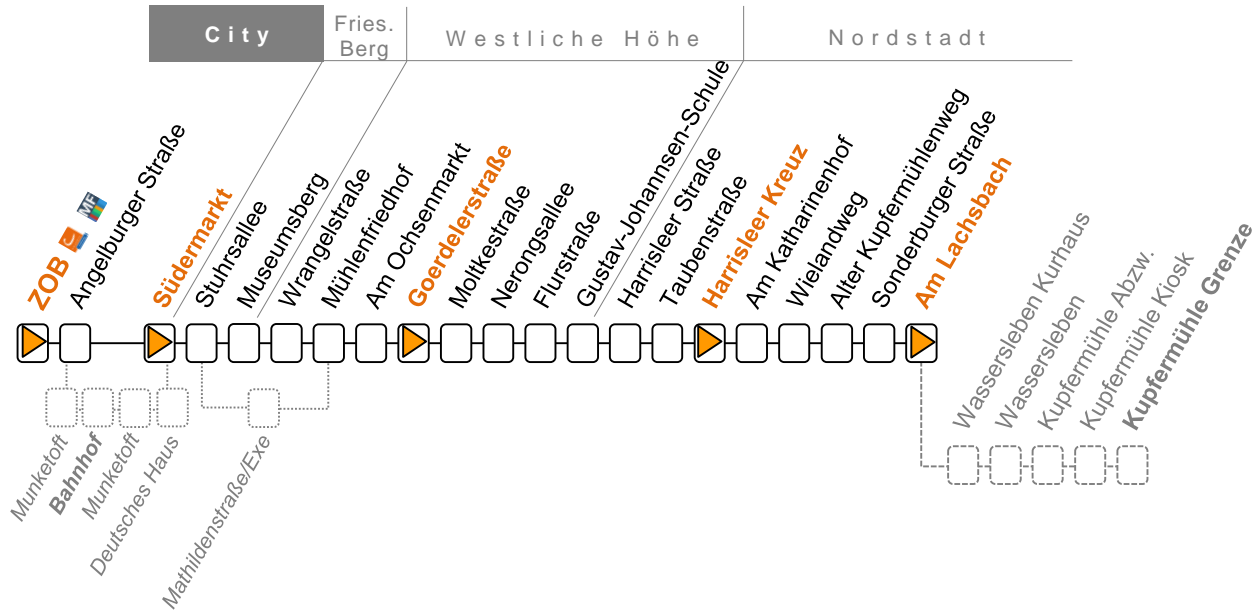 City
Fries.
Berg
Westliche Höhe
Nordstadt
ZOB
MF
Angelburger Straße
Südermarkt
Stuhrsallee
Museumsberg
Wrangelstraße
Mühlenfriedhof
Am Ochsenmarkt
Goerdelerstraße
Moltkestraße
Nerongsallee
Flurstraße
Gustav-Johannsen-Schule
Harrisleer Straße
Taubenstraße
Harrisleer Kreuz
Am Katharinenhof
Wielandweg
Alter Kupfermühlenweg
Sonderburger Straße
Am Lachsbach
Wassersleben Kurhaus
Wassersleben
Kupfermühle Abzw.
Kupfermühle Kiosk
Kupfermühle Grenze
Munketoft
Bahnhof
Munketoft
Deutsches Haus
Mathildenstraße/Exe